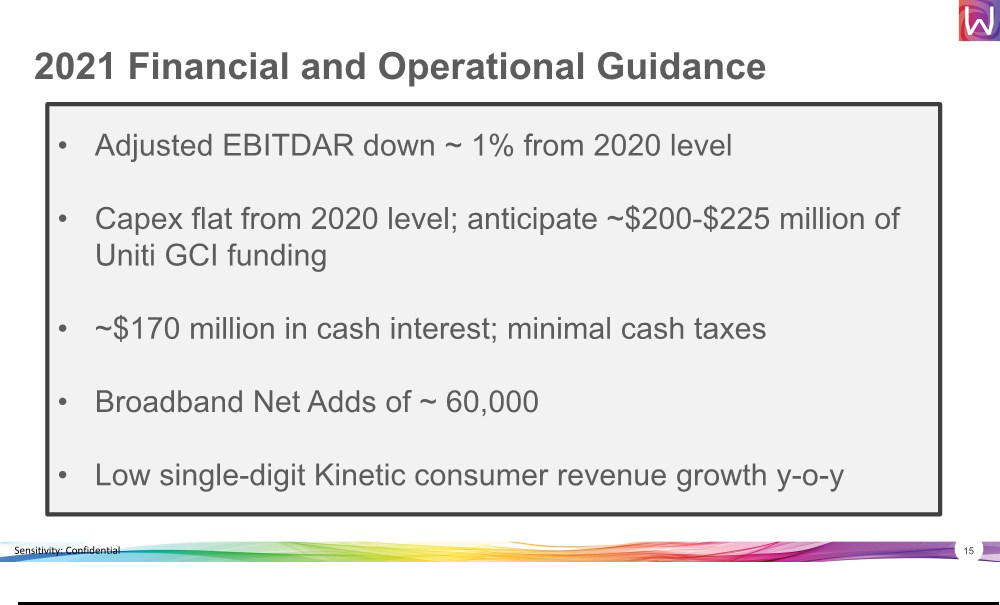 2021 Financial and Operational Guidance
• Adjusted EBITDAR down ~ 1% from 2020 level
• Capex flat from 2020 level; anticipate ~$200-$225 million of
Uniti GCI funding
• ~$170 million in cash interest; minimal cash taxes
• Broadband Net Adds of ~ 60,000
• Low single-digit Kinetic consumer revenue growth y-o-y
Sensitivity: Confidential
15